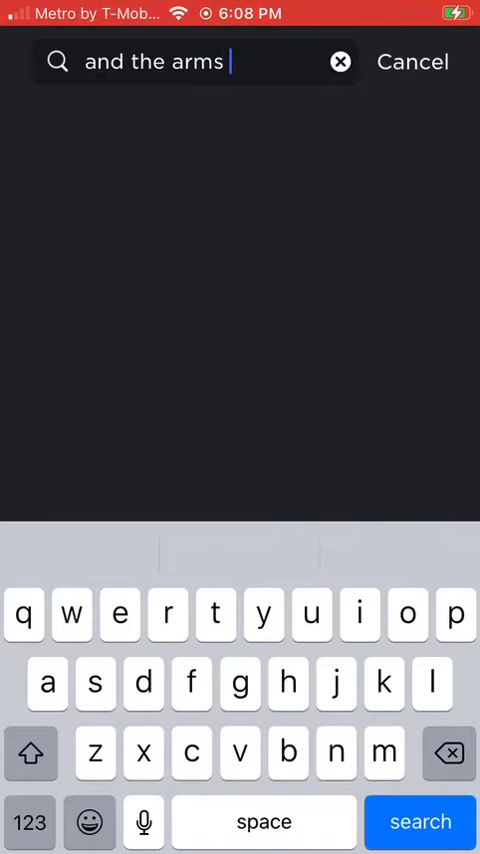 Metro by T-Mob... 6:08 PM
and the arms Cancel
q w e r t y u i o p
a s d f g h j k l
z x c v b n m
123 space search